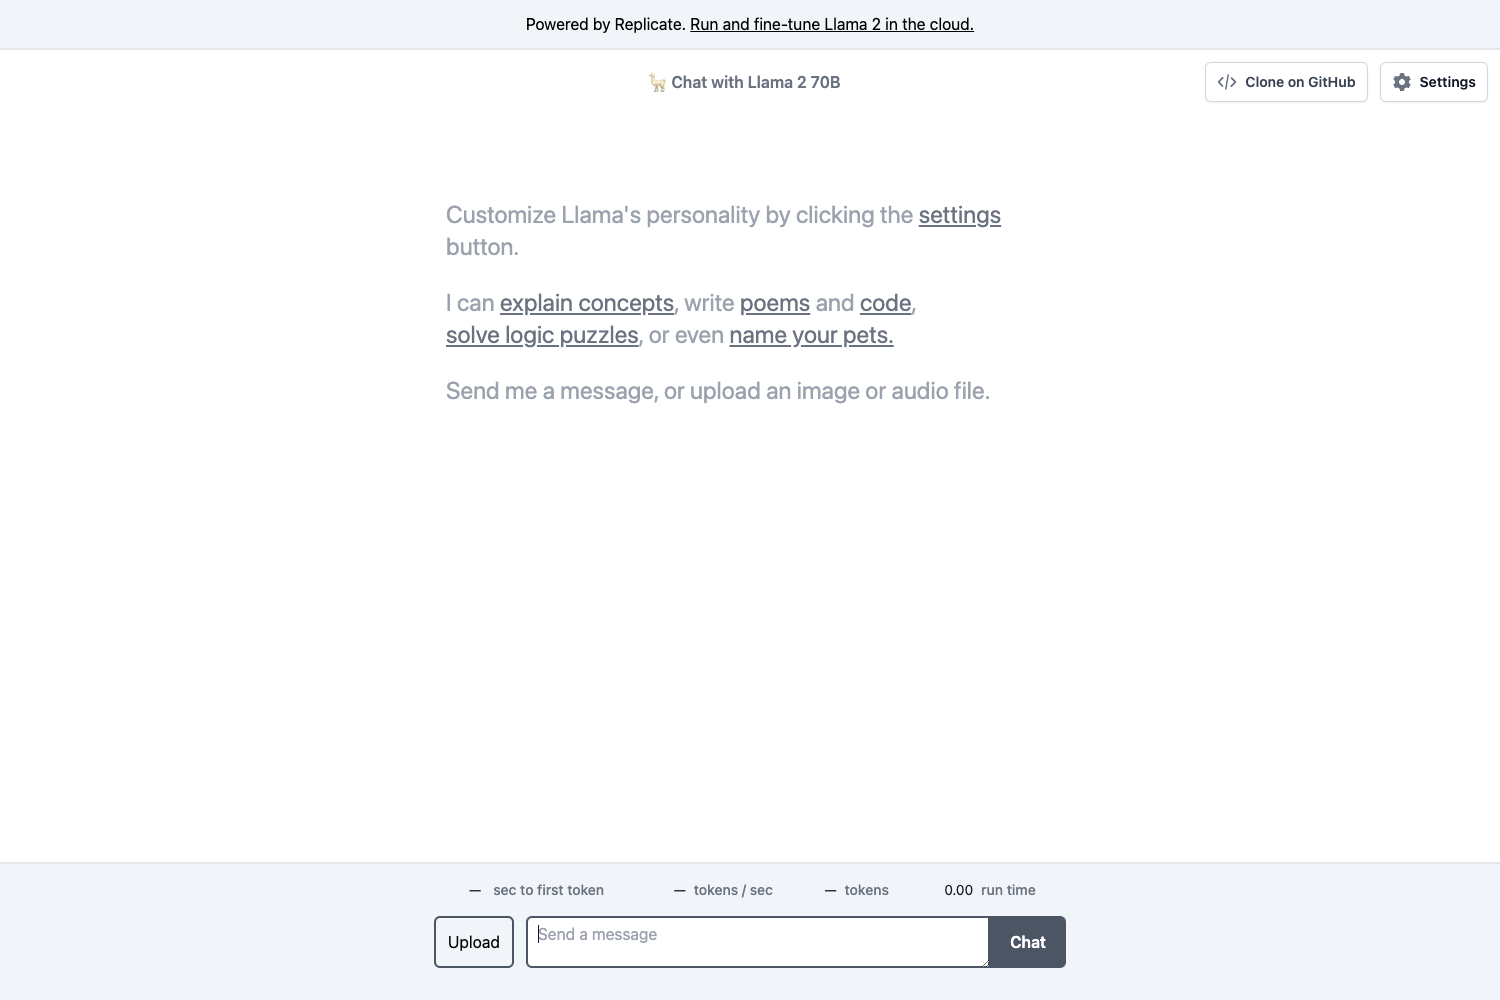 Powered by Replicate. Run and fine-tune Llama 2 in the cloud.
🦙 Chat with Llama 2 70B
</> Clone on GitHub
Settings
Customize Llama's personality by clicking the settings
button.
I can explain concepts, write poems and code,
solve logic puzzles, or even name your pets.
Send me a message, or upload an image or audio file.
— sec to first token
— tokens / sec
— tokens
0.00 run time
Upload
Send a message
Chat